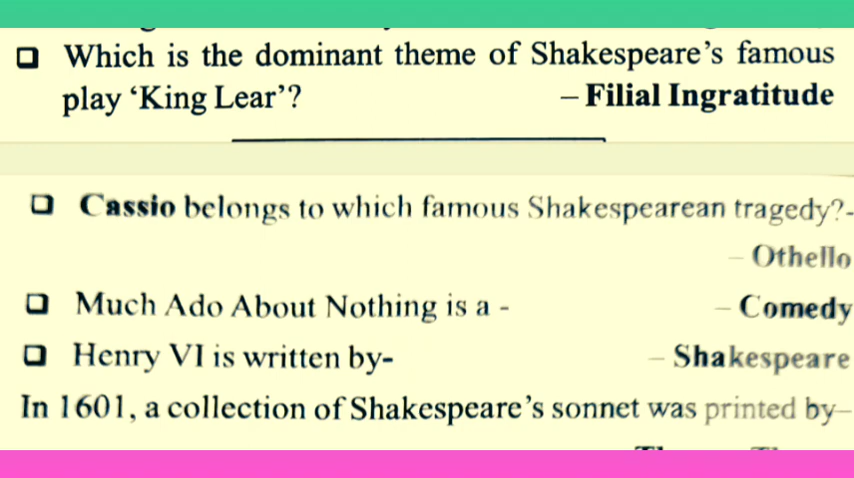 ❑ Which is the dominant theme of Shakespeare's famous
play 'King Lear'? – Filial Ingratitude
❑ Cassio belongs to which famous Shakespearean tragedy?-
– Othello
❑ Much Ado About Nothing is a - – Comedy
❑ Henry VI is written by- – Shakespeare
In 1601, a collection of Shakespeare's sonnet was printed by–